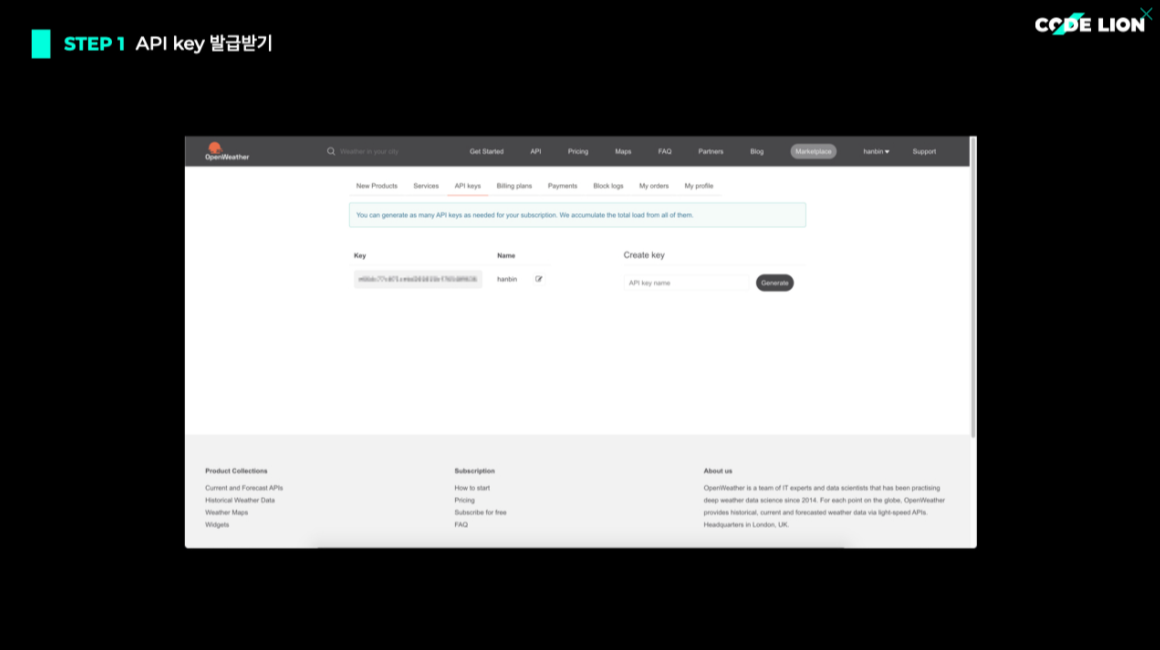 STEP 1 API key 발급받기
CODE LION
OpenWeather
Weather in your city
Get Started
API
Pricing
Maps
FAQ
Partners
Blog
Marketplace
hanbin
Support
New Products
Services
API keys
Billing plans
Payments
Block logs
My orders
My profile
You can generate as many API keys as needed for your subscription. We accumulate the total load from all of them.
Key
Name
Create key
hanbin
API key name
Generate
Product Collections
Current and Forecast APIs
Historical Weather Data
Weather Maps
Widgets
Subscription
How to start
Pricing
Subscribe for free
FAQ
About us
OpenWeather is a team of IT experts and data scientists that has been practising
deep weather data science since 2014. For each point on the globe, OpenWeather
provides historical, current and forecasted weather data via light-speed APIs.
Headquarters in London, UK.